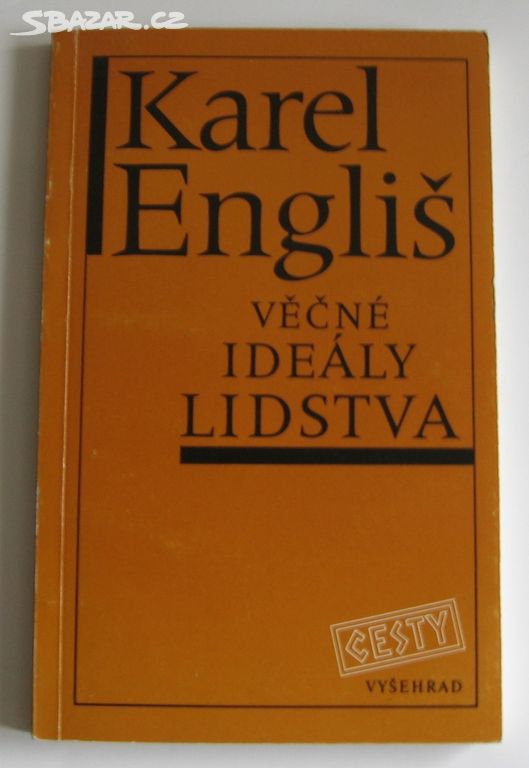 SBAZAR.CZ
Karel
Engliš
VĚČNÉ
IDEÁLY
LIDSTVA
CESTY
VYŠEHRAD